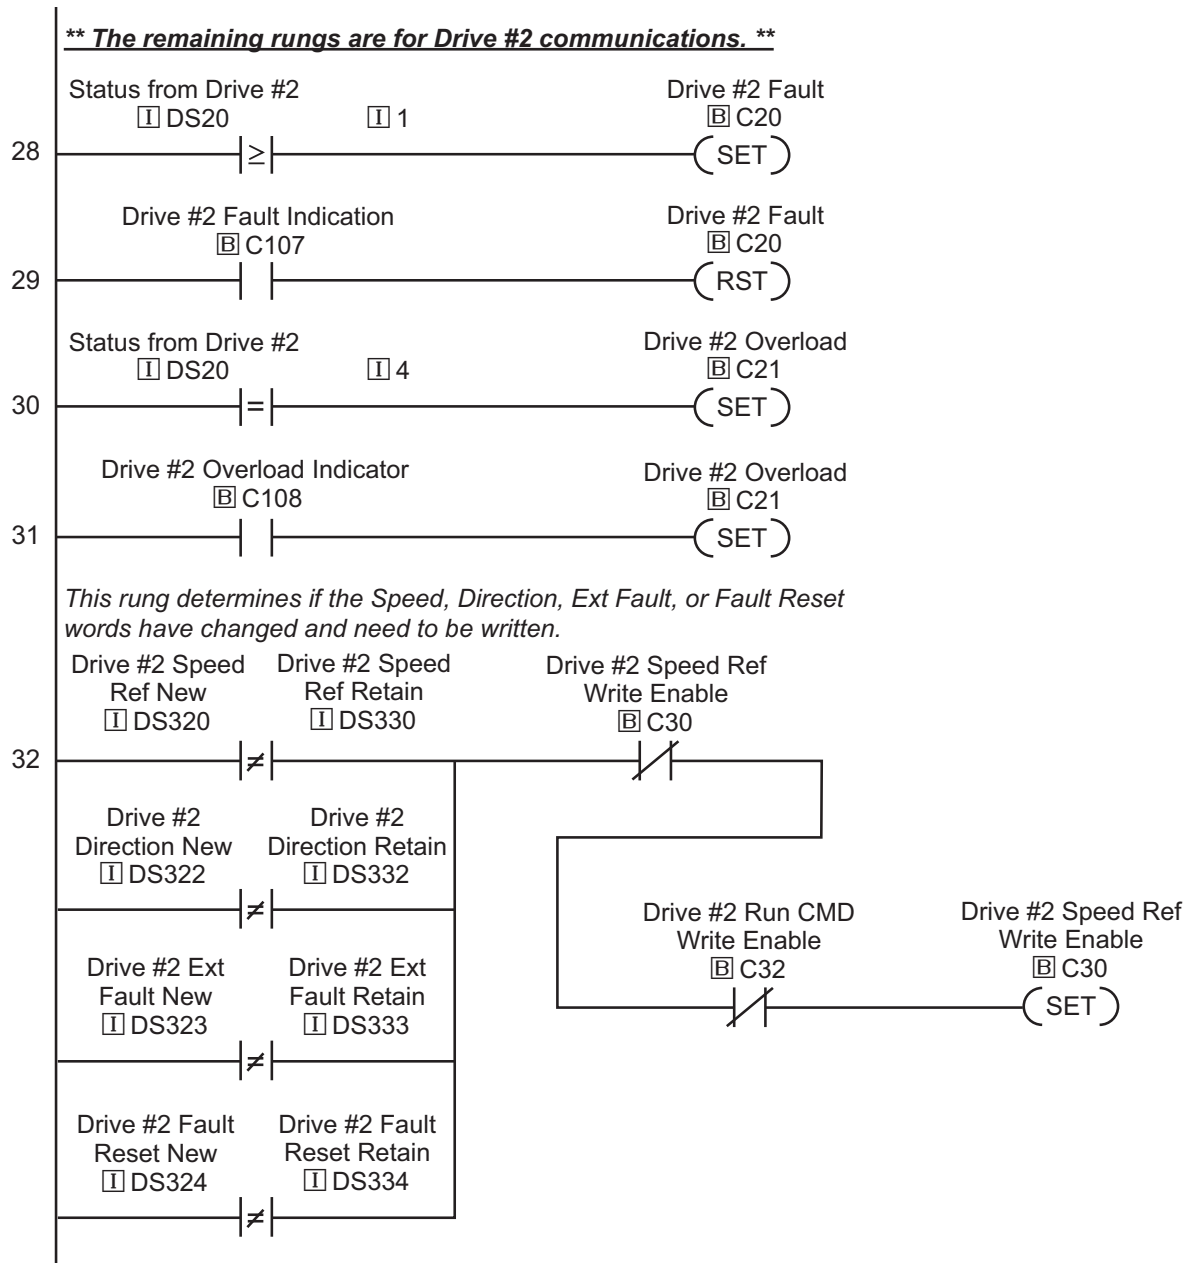 ** The remaining rungs are for Drive #2 communications. **
Status from Drive #2
I DS20 I 1
Drive #2 Fault
B C20
28 ≥ SET
Drive #2 Fault Indication
B C107
Drive #2 Fault
B C20
29 RST
Status from Drive #2
I DS20 I 4
Drive #2 Overload
B C21
30 = SET
Drive #2 Overload Indicator
B C108
Drive #2 Overload
B C21
31 SET
This rung determines if the Speed, Direction, Ext Fault, or Fault Reset
words have changed and need to be written.
Drive #2 Speed
Ref New
I DS320
Drive #2 Speed
Ref Retain
I DS330
Drive #2 Speed Ref
Write Enable
B C30
32 ≠
Drive #2
Direction New
I DS322
Drive #2
Direction Retain
I DS332
≠
Drive #2 Run CMD
Write Enable
B C32
Drive #2 Speed Ref
Write Enable
B C30
SET
Drive #2 Ext
Fault New
I DS323
Drive #2 Ext
Fault Retain
I DS333
≠
Drive #2 Fault
Reset New
I DS324
Drive #2 Fault
Reset Retain
I DS334
≠